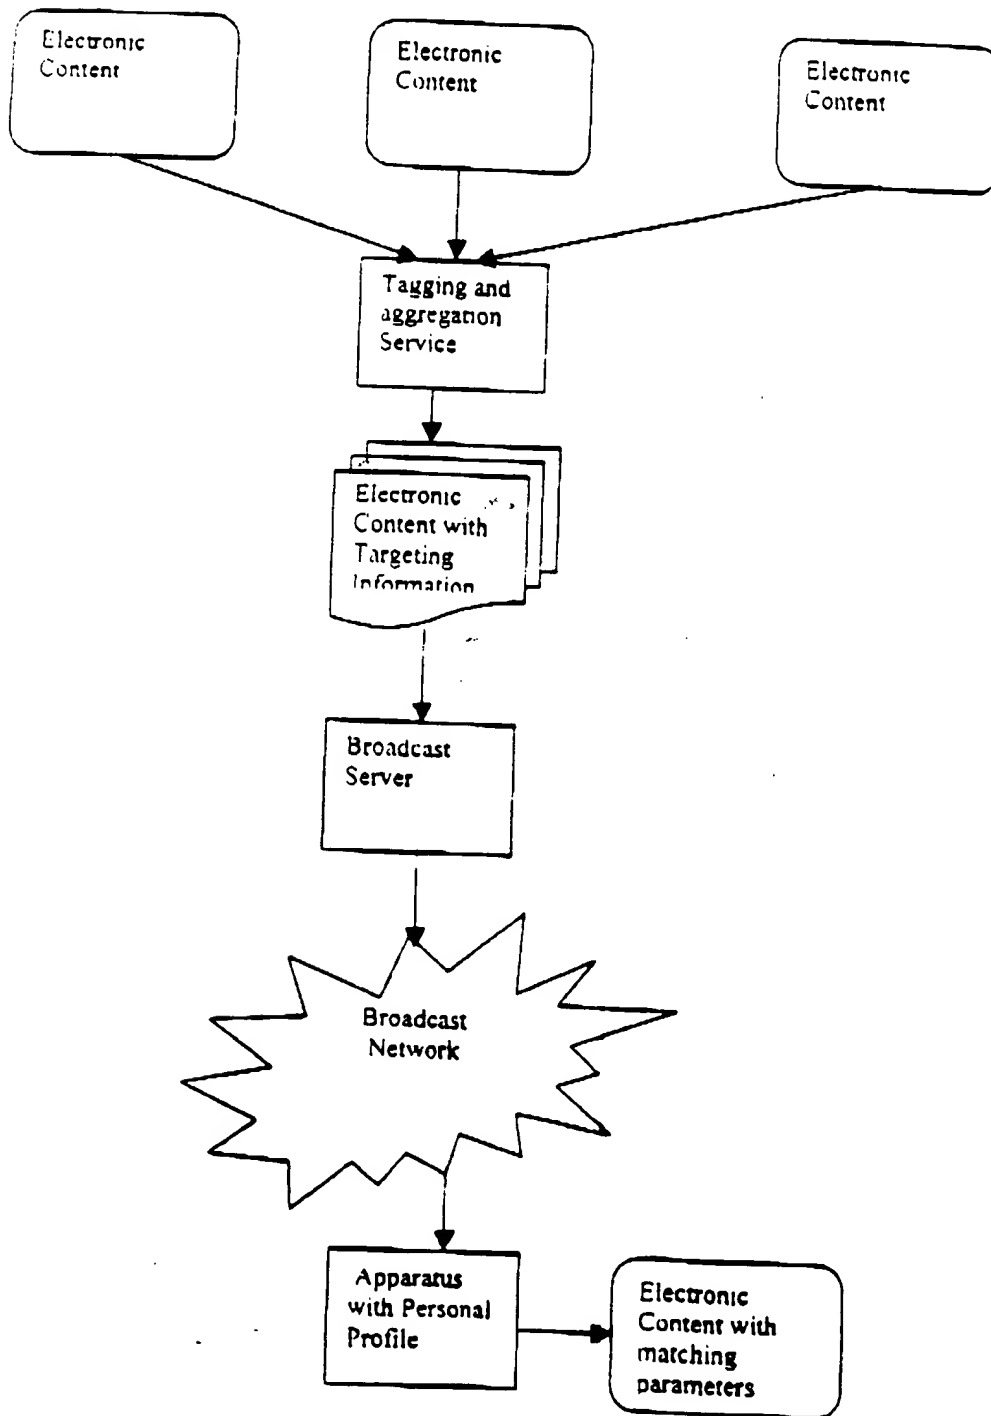 Electronic
Content
Electronic
Content
Electronic
Content
Tagging and
aggregation
Service
Electronic
Content with
Targeting
Information
Broadcast
Server
Broadcast
Network
Apparatus
with Personal
Profile
Electronic
Content with
matching
parameters